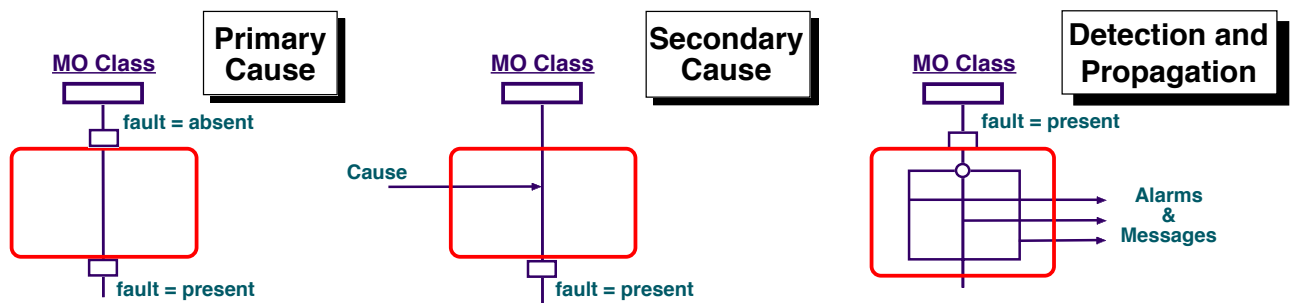 Primary
Cause
MO Class
fault = absent
fault = present
Secondary
Cause
MO Class
Cause
fault = present
Detection and
Propagation
MO Class
fault = present
Alarms
&
Messages